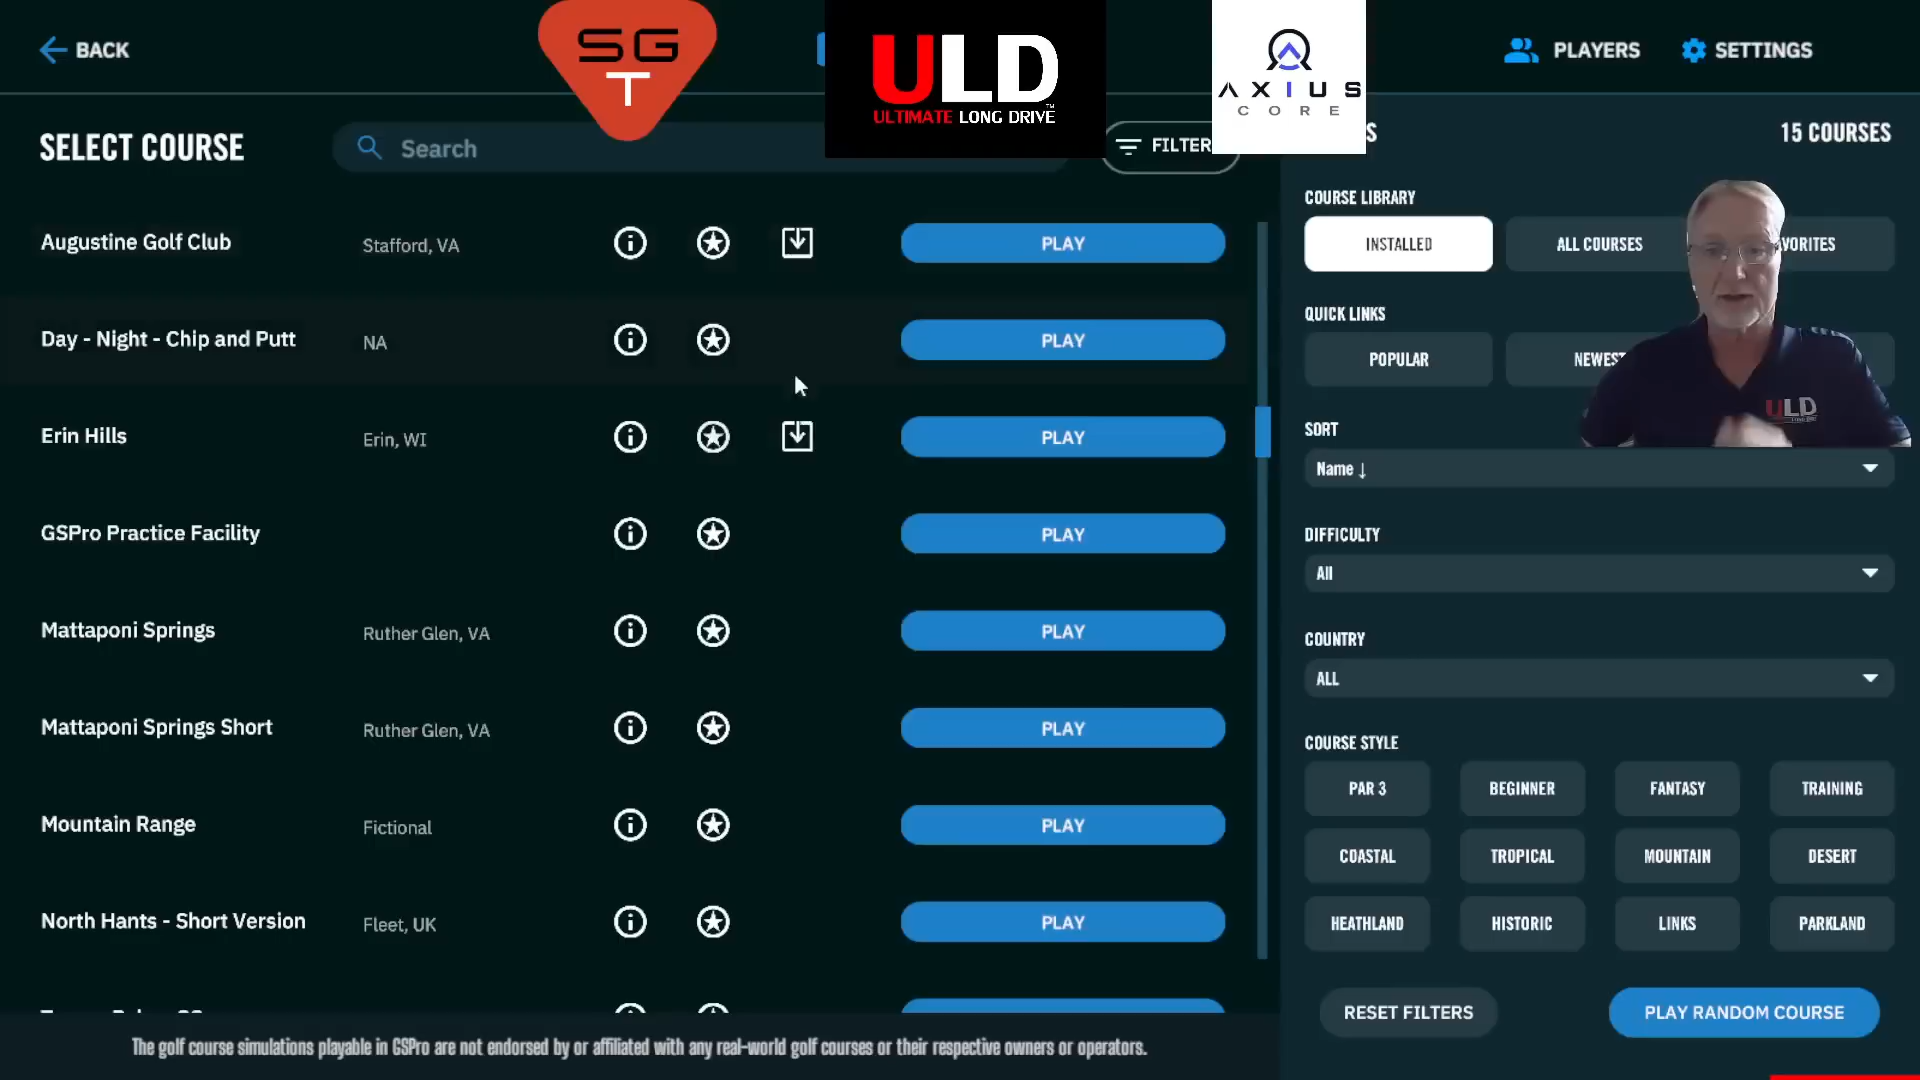 BACK
SG
T
ULD
ULTIMATE LONG DRIVE™
AXIUS
CORE
PLAYERS
SETTINGS
SELECT COURSE
Search
FILTER
15 COURSES
Augustine Golf Club
Stafford, VA
PLAY
Day - Night - Chip and Putt
NA
PLAY
Erin Hills
Erin, WI
PLAY
GSPro Practice Facility
PLAY
Mattaponi Springs
Ruther Glen, VA
PLAY
Mattaponi Springs Short
Ruther Glen, VA
PLAY
Mountain Range
Fictional
PLAY
North Hants - Short Version
Fleet, UK
PLAY
COURSE LIBRARY
INSTALLED
ALL COURSES
VORITES
QUICK LINKS
POPULAR
NEWEST
ULD
SORT
Name ↓
DIFFICULTY
All
COUNTRY
ALL
COURSE STYLE
PAR 3
BEGINNER
FANTASY
TRAINING
COASTAL
TROPICAL
MOUNTAIN
DESERT
HEATHLAND
HISTORIC
LINKS
PARKLAND
RESET FILTERS
PLAY RANDOM COURSE
The golf course simulations playable in GSPro are not endorsed by or affiliated with any real-world golf courses or their respective owners or operators.